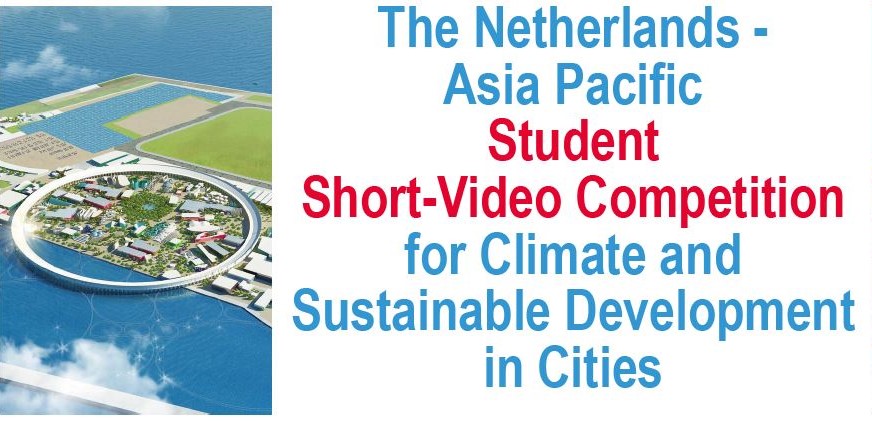 The Netherlands -
Asia Pacific
Student
Short-Video Competition
for Climate and
Sustainable Development
in Cities